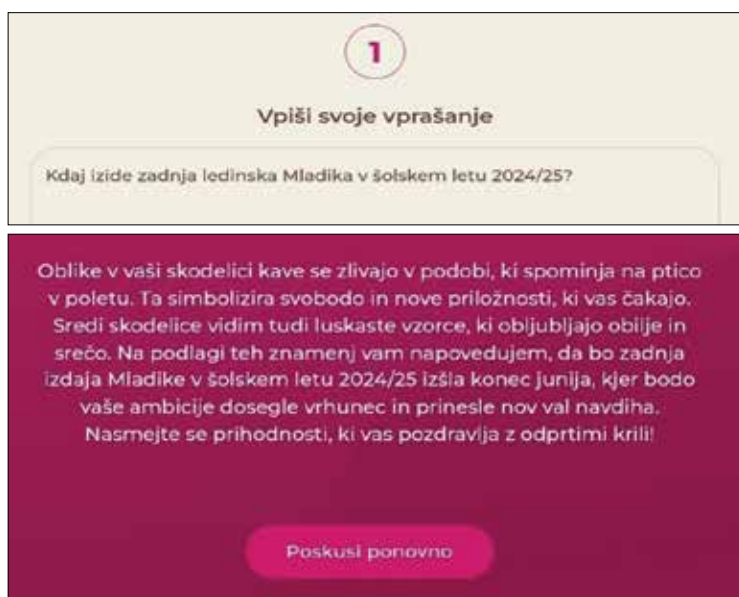 1
Vpiši svoje vprašanje
Kdaj izide zadnja ledinska Mladika v šolskem letu 2024/25?
Oblike v vaši skodelici kave se zlivajo v podobi, ki spominja na ptico
v poletu. Ta simbolizira svobodo in nove priložnosti, ki vas čakajo.
Sredi skodelice vidim tudi luskaste vzorce, ki obljubljajo obilje in
srečo. Na podlagi teh znamenj vam napovedujem, da bo zadnja
izdaja Mladike v šolskem letu 2024/25 izšla konec junija, kjer bodo
vaše ambicije dosegle vrhunec in prinesle nov val navdiha.
Nasmejte se prihodnosti, ki vas pozdravlja z odprtimi krili!
Poskusi ponovno